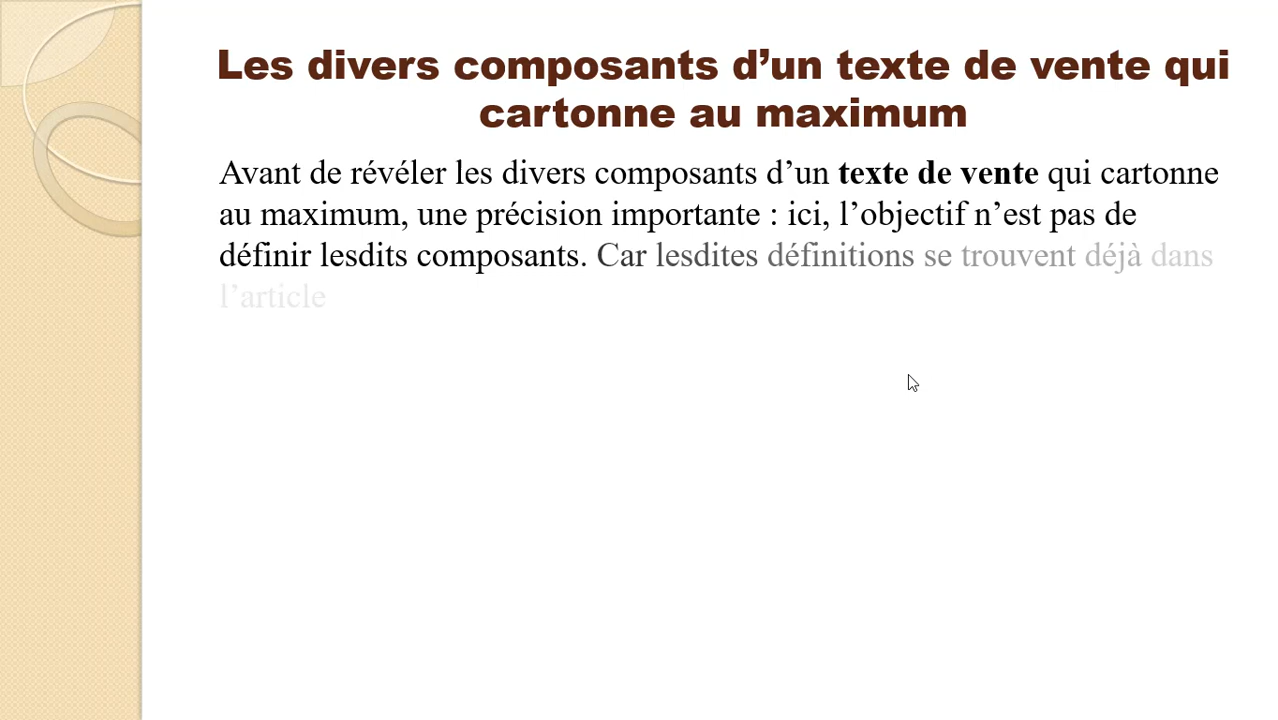 Les divers composants d’un texte de vente qui
cartonne au maximum
Avant de révéler les divers composants d’un texte de vente qui cartonne
au maximum, une précision importante : ici, l’objectif n’est pas de
définir lesdits composants. Car lesdites définitions se trouvent déjà dans
l’article